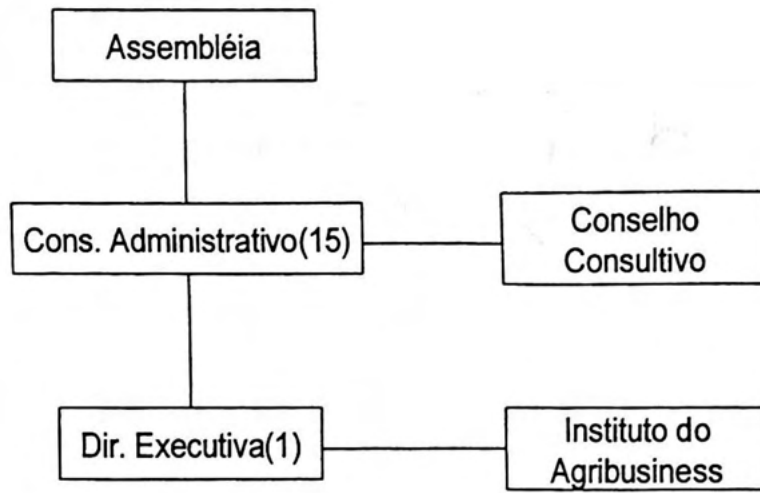 Assembléia
Cons. Administrativo(15)
Conselho
Consultivo
Dir. Executiva(1)
Instituto do
Agribusiness